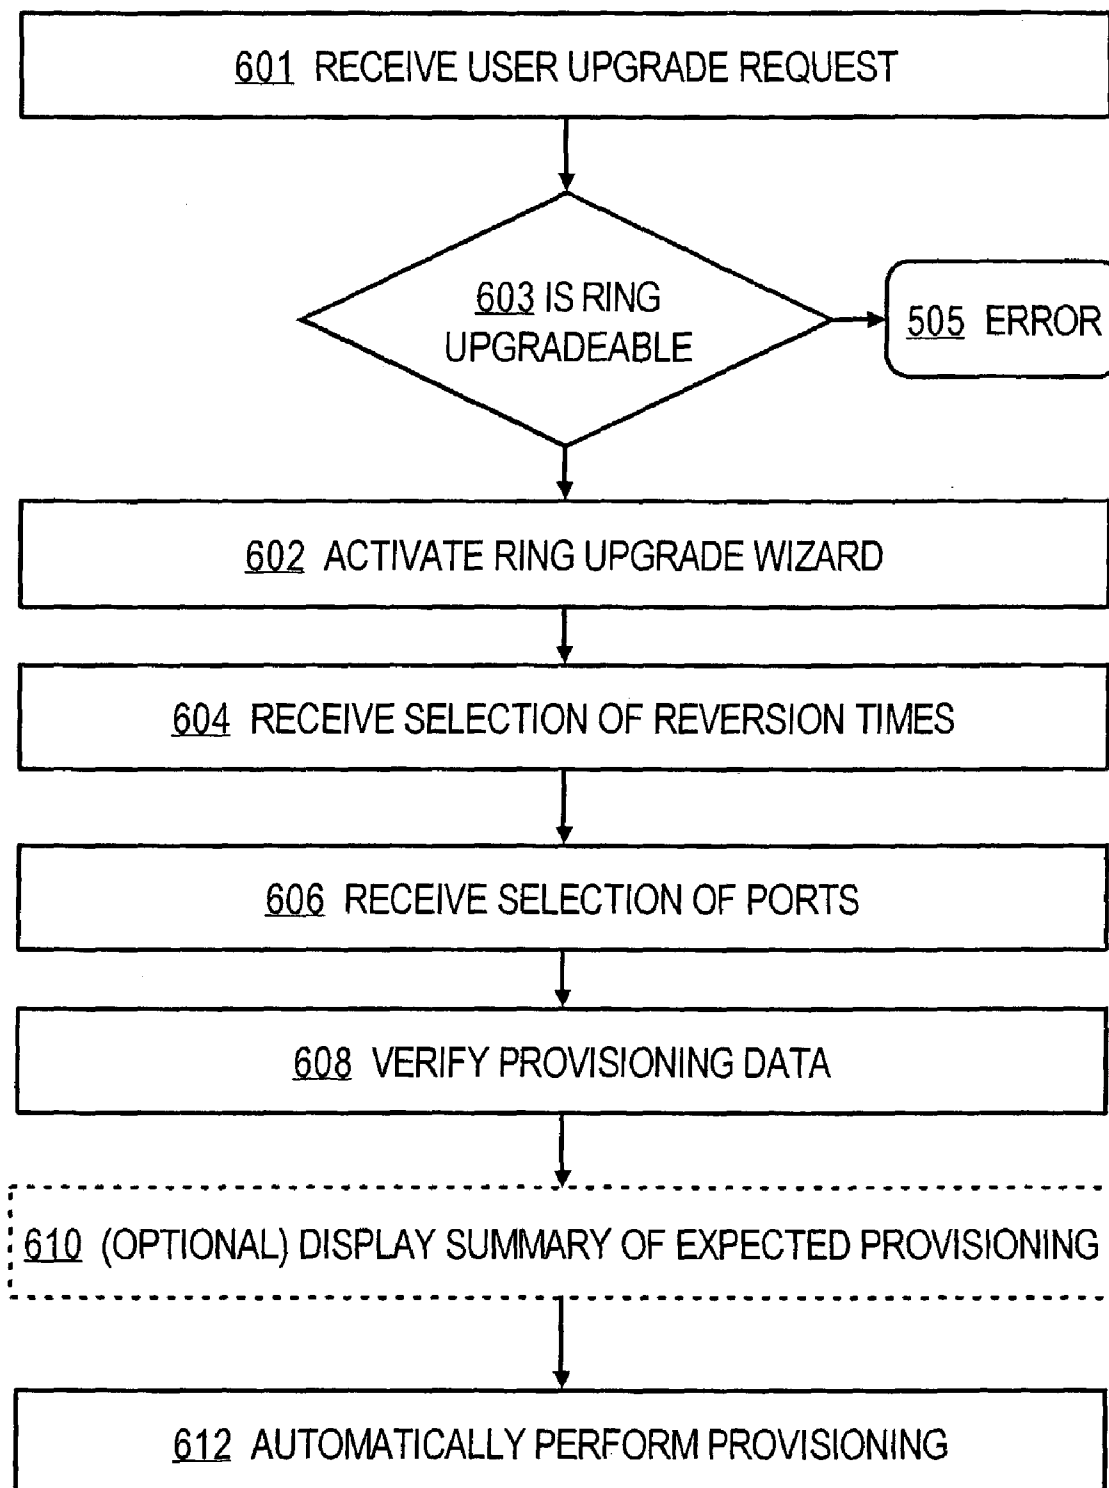 601 RECEIVE USER UPGRADE REQUEST
603 IS RING
UPGRADEABLE
505 ERROR
602 ACTIVATE RING UPGRADE WIZARD
604 RECEIVE SELECTION OF REVERSION TIMES
606 RECEIVE SELECTION OF PORTS
608 VERIFY PROVISIONING DATA
610 (OPTIONAL) DISPLAY SUMMARY OF EXPECTED PROVISIONING
612 AUTOMATICALLY PERFORM PROVISIONING